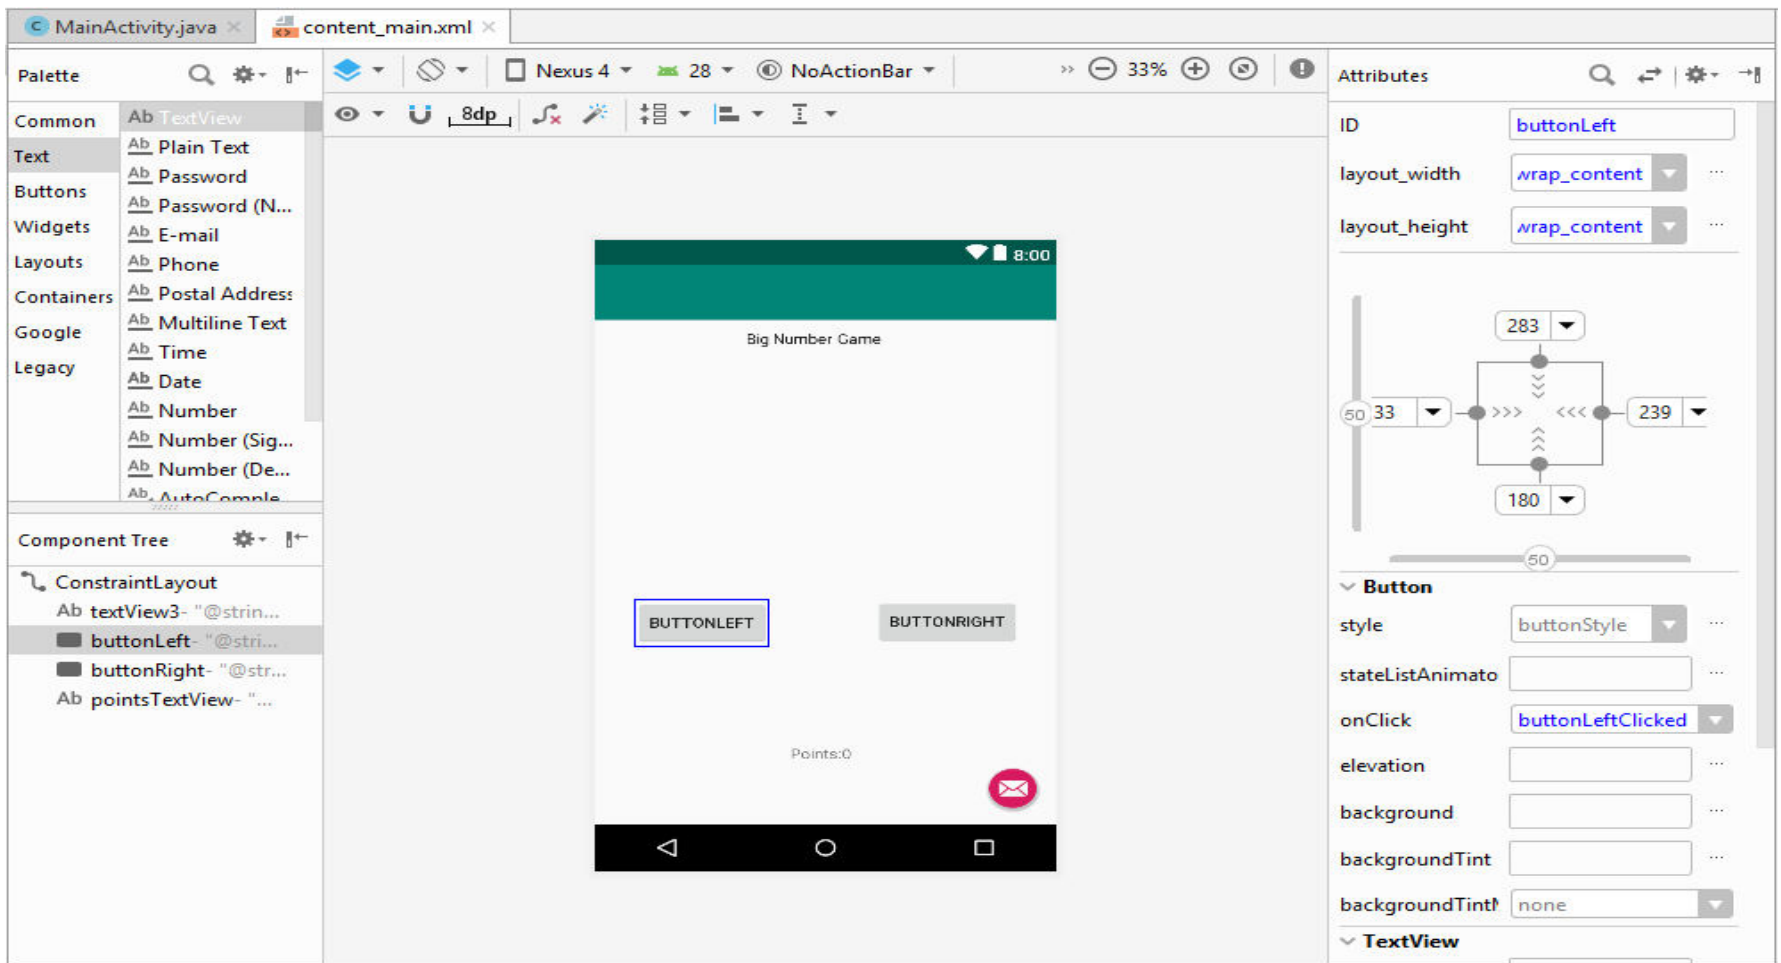 MainActivity.java
content_main.xml
Palette
Nexus 4
28
NoActionBar
33%
Attributes
8dp
Common
Text
Buttons
Widgets
Layouts
Containers
Google
Legacy
Ab TextView
Ab Plain Text
Ab Password
Ab Password (N...
Ab E-mail
Ab Phone
Ab Postal Address
Ab Multiline Text
Ab Time
Ab Date
Ab Number
Ab Number (Sig...
Ab Number (De...
Ab AutoComple
Component Tree
ConstraintLayout
Ab textView3- "@strin...
buttonLeft- "@stri...
buttonRight- "@str...
Ab pointsTextView- "...
8:00
Big Number Game
BUTTONLEFT
BUTTONRIGHT
Points:0
ID buttonLeft
layout_width wrap_content ...
layout_height wrap_content ...
283
50 33 >>> <<< 239
180
50
Button
style buttonStyle ...
stateListAnimato ...
onClick buttonLeftClicked
elevation ...
background ...
backgroundTint ...
backgroundTintM none
TextView